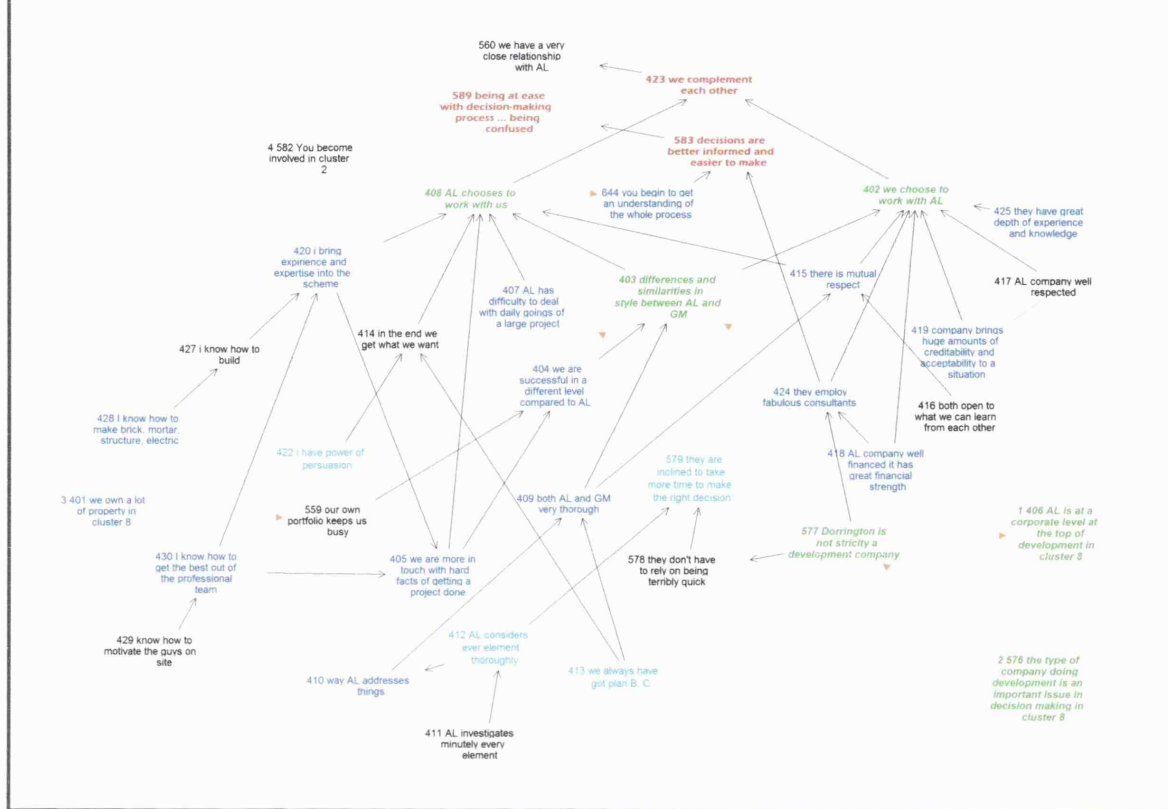 560 we have a very
close relationship
with AL
423 we complement
each other
589 being at ease
with decision-making
process ... being
confused
583 decisions are
better informed and
easier to make
4 582 You become
involved in cluster
2
408 AL chooses to
work with us
644 you begin to get
an understanding of
the whole process
402 we choose to
work with AL
425 they have great
depth of experience
and knowledge
420 i bring
expirience and
expertise into the
scheme
407 AL has
difficulty to deal
with daily goings of
a large project
403 differences and
similarities in
style between AL and
GM
415 there is mutual
respect
417 AL company well
respected
414 in the end we
get what we want
427 i know how to
build
419 company brings
huge amounts of
creditability and
acceptability to a
situation
404 we are
successful in a
different level
compared to AL
424 they employ
fabulous consultants
416 both open to
what we can learn
from each other
428 I know how to
make brick, mortar,
structure, electric
422 i have power of
persuasion
579 they are
inclined to take
more time to make
the right decision
418 AL company well
financed it has
great financial
strength
3 401 we own a lot
of property in
cluster 8
559 our own
portfolio keeps us
busy
409 both AL and GM
very thorough
577 Dorrington is
not strictly a
development company
1 406 AL is at a
corporate level at
the top of
development in
cluster 8
430 I know how to
get the best out of
the professional
team
405 we are more in
touch with hard
facts of getting a
project done
578 they don't have
to rely on being
terribly quick
429 know how to
motivate the guys on
site
412 AL considers
ever element
thoroughly
410 way AL addresses
things
413 we always have
got plan B, C
2 576 the type of
company doing
development is an
important issue in
decision making in
cluster 8
411 AL investigates
minutely every
element